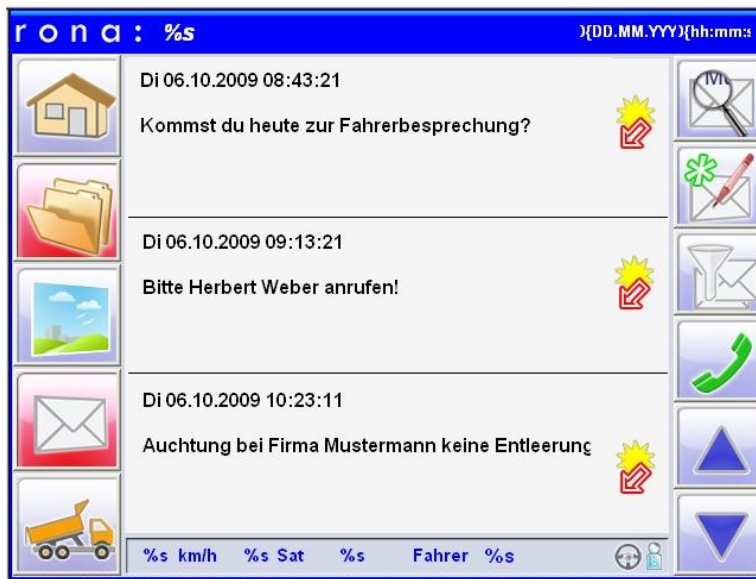 rona: %s }{DD.MM.YYY}{hh:mm:s
Di 06.10.2009 08:43:21
Kommst du heute zur Fahrerbesprechung?
Di 06.10.2009 09:13:21
Bitte Herbert Weber anrufen!
Di 06.10.2009 10:23:11
Auchtung bei Firma Mustermann keine Entleerung
%s km/h %s Sat %s Fahrer %s